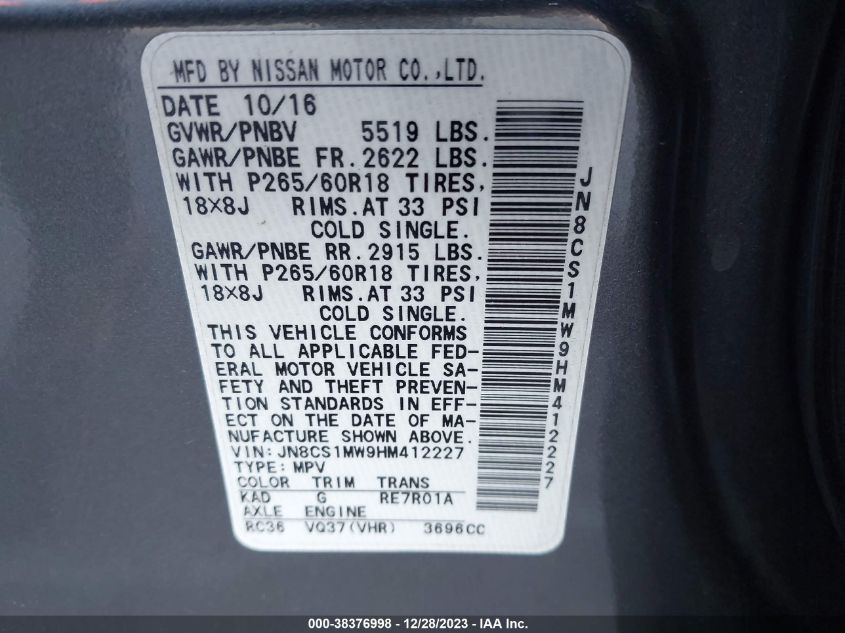 MFD BY NISSAN MOTOR CO.,LTD.
DATE 10/16
GVWR/PNBV 5519 LBS.
GAWR/PNBE FR.2622 LBS.
WITH P265/60R18 TIRES,
18×8J RIMS.AT 33 PSI
COLD SINGLE.
GAWR/PNBE RR.2915 LBS.
WITH P265/60R18 TIRES,
18×8J RIMS.AT 33 PSI
COLD SINGLE.
THIS VEHICLE CONFORMS
TO ALL APPLICABLE FED-
ERAL MOTOR VEHICLE SA-
FETY AND THEFT PREVEN-
TION STANDARDS IN EFF-
ECT ON THE DATE OF MA-
NUFACTURE SHOWN ABOVE.
VIN:JN8CS1MW9HM412227
TYPE:MPV
COLOR TRIM TRANS
KAD G RE7R01A
AXLE ENGINE
RC36 VQ37(VHR) 3696CC
JN8CS1MW9HM412227
000-38376998 - 12/28/2023 - IAA Inc.